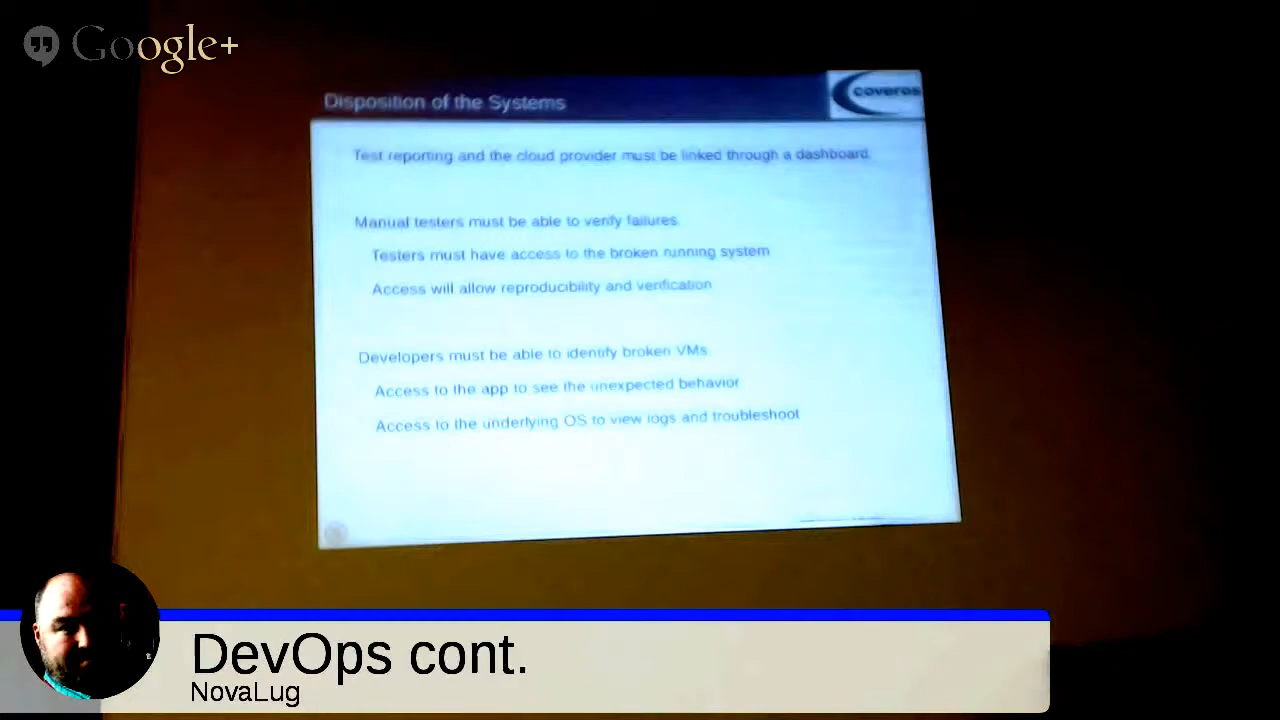 Google+
Disposition of the Systems
coveros
Test reporting and the cloud provider must be linked through a dashboard.
Manual testers must be able to verify failures.
Testers must have access to the broken running system
Access will allow reproducibility and verification
Developers must be able to identify broken VMs.
Access to the app to see the unexpected behavior
Access to the underlying OS to view logs and troubleshoot
DevOps cont.
NovaLug